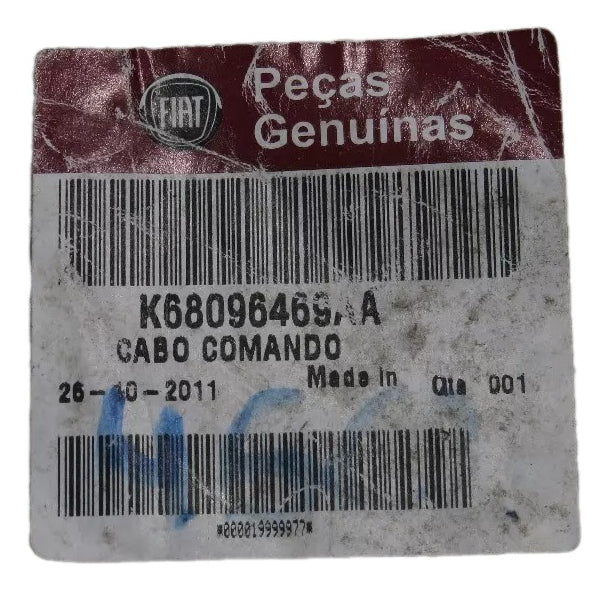 FIAT
Peças
Genuínas
K68096469AA
CABO COMANDO
26-10-2011 Made in Qta 001
*000019999977*